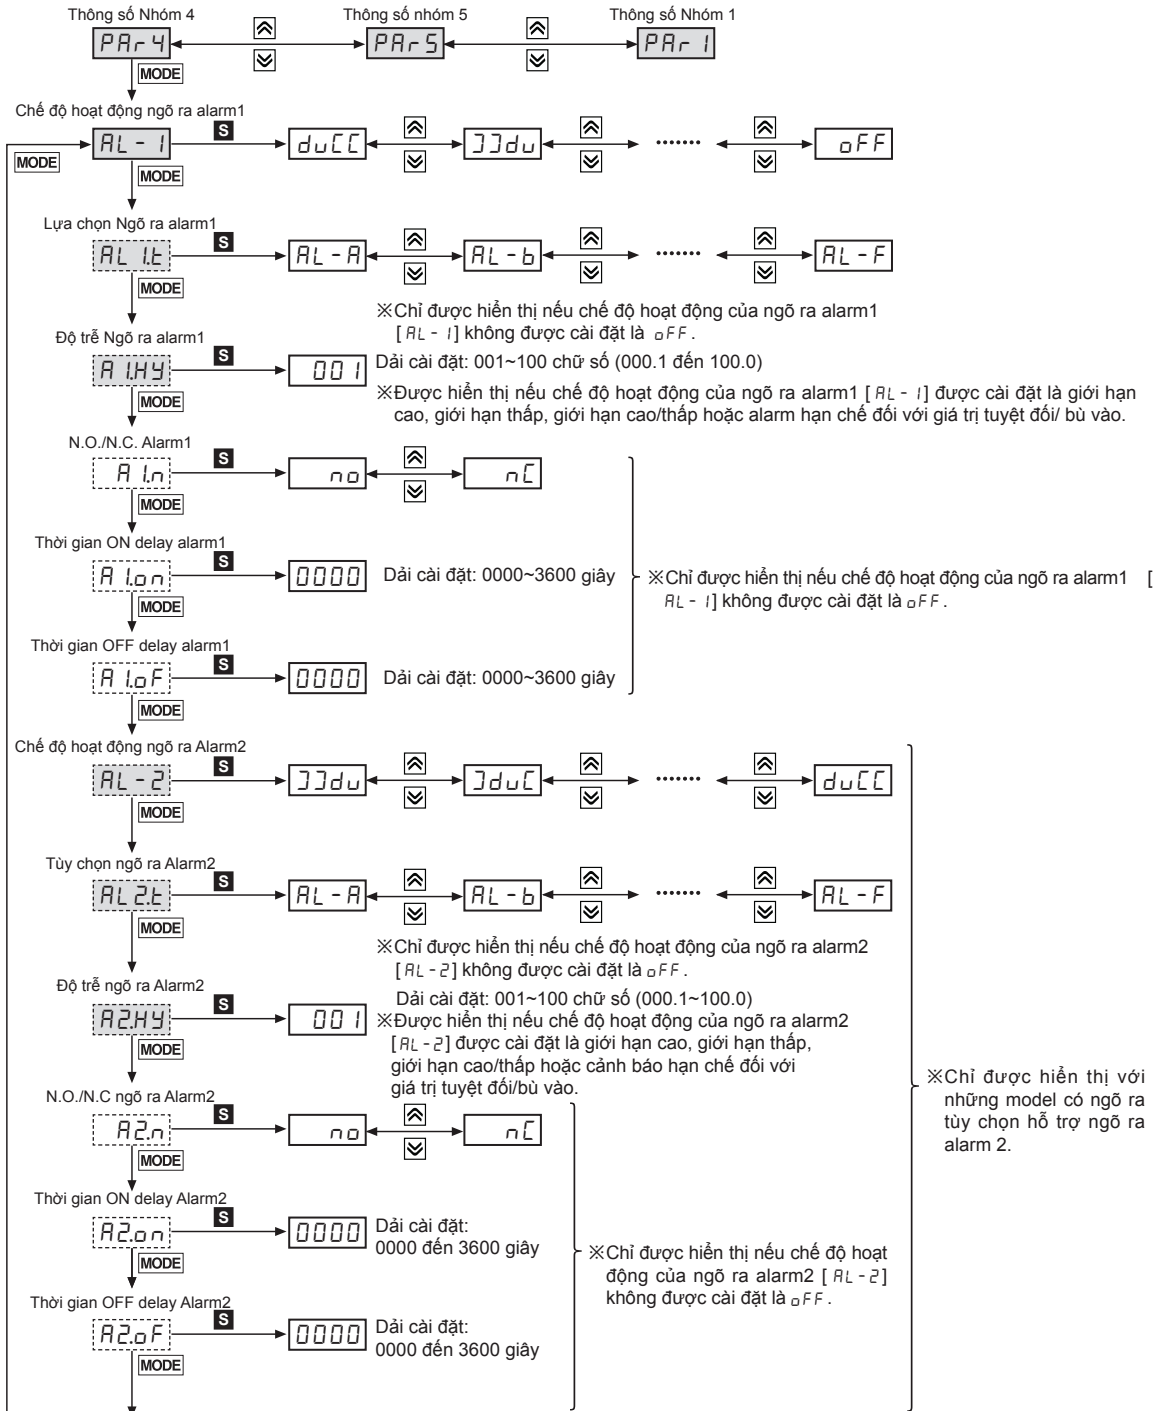 Thông số Nhóm 4 Thông số nhóm 5 Thông số Nhóm 1
PAr4 PAr5 PAr1
MODE
Chế độ hoạt động ngõ ra alarm1
MODE AL-1 S duCC ]]du ······· oFF
MODE
Lựa chọn Ngõ ra alarm1
AL1.t S AL-A AL-b ······· AL-F
MODE
※Chỉ được hiển thị nếu chế độ hoạt động của ngõ ra alarm1
[AL-1] không được cài đặt là oFF.
Độ trễ Ngõ ra alarm1
A1.HY S 001 Dải cài đặt: 001~100 chữ số (000.1 đến 100.0)
MODE
※Được hiển thị nếu chế độ hoạt động của ngõ ra alarm1 [AL-1] được cài đặt là giới hạn
cao, giới hạn thấp, giới hạn cao/thấp hoặc alarm hạn chế đối với giá trị tuyệt đối/ bù vào.
N.O./N.C. Alarm1
A1.n S no nC
MODE
Thời gian ON delay alarm1
A1.on S 0000 Dải cài đặt: 0000~3600 giây
MODE
※Chỉ được hiển thị nếu chế độ hoạt động của ngõ ra alarm1 [
AL-1] không được cài đặt là oFF.
Thời gian OFF delay alarm1
A1.oF S 0000 Dải cài đặt: 0000~3600 giây
MODE
Chế độ hoạt động ngõ ra Alarm2
AL-2 S ]]du ]duC ······· duCC
MODE
Tùy chọn ngõ ra Alarm2
AL2.t S AL-A AL-b ······· AL-F
MODE
※Chỉ được hiển thị nếu chế độ hoạt động của ngõ ra alarm2
[AL-2] không được cài đặt là oFF.
Độ trễ ngõ ra Alarm2
A2.HY S 001 Dải cài đặt: 001~100 chữ số (000.1~100.0)
MODE
※Được hiển thị nếu chế độ hoạt động của ngõ ra alarm2
[AL-2] được cài đặt là giới hạn cao, giới hạn thấp,
giới hạn cao/thấp hoặc cảnh báo hạn chế đối với
giá trị tuyệt đối/bù vào.
※Chỉ được hiển thị với
những model có ngõ ra
tùy chọn hỗ trợ ngõ ra
alarm 2.
N.O./N.C ngõ ra Alarm2
A2.n S no nC
MODE
Thời gian ON delay Alarm2
A2.on S 0000 Dải cài đặt:
0000 đến 3600 giây
MODE
※Chỉ được hiển thị nếu chế độ hoạt
động của ngõ ra alarm2 [AL-2]
không được cài đặt là oFF.
Thời gian OFF delay Alarm2
A2.oF S 0000 Dải cài đặt:
0000 đến 3600 giây
MODE